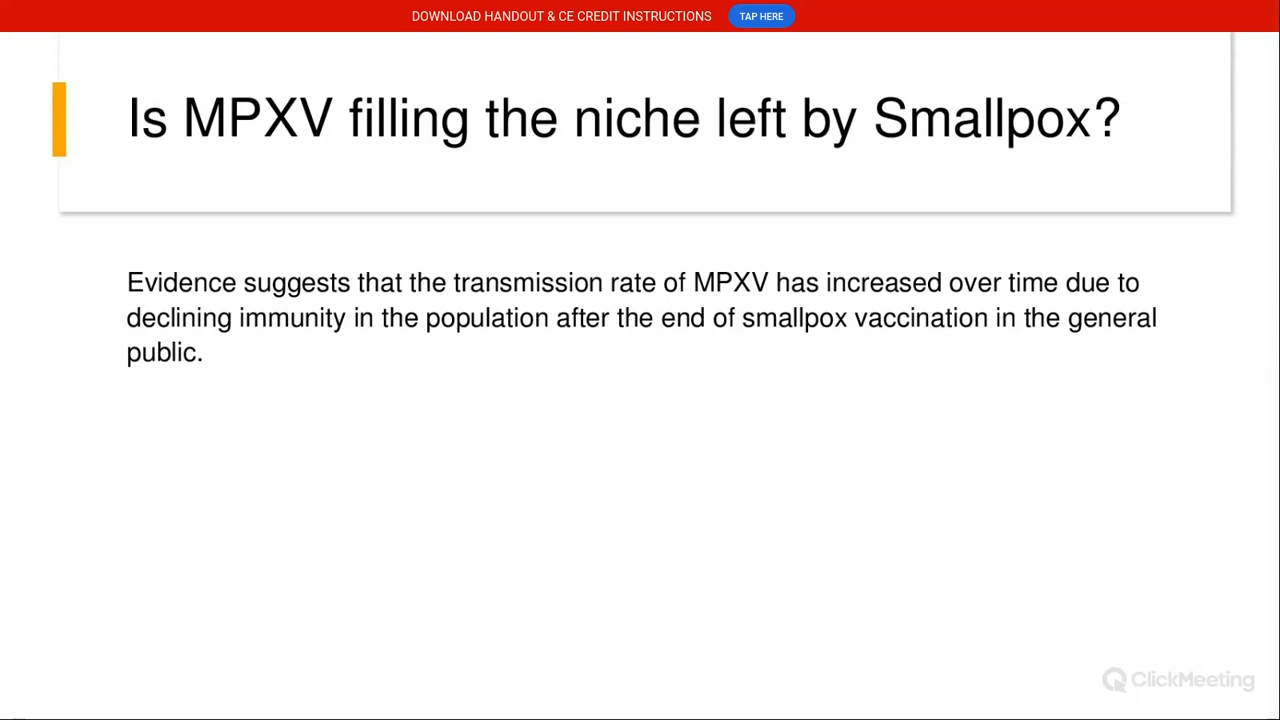 DOWNLOAD HANDOUT & CE CREDIT INSTRUCTIONS TAP HERE
Is MPXV filling the niche left by Smallpox?
Evidence suggests that the transmission rate of MPXV has increased over time due to
declining immunity in the population after the end of smallpox vaccination in the general
public.
ClickMeeting